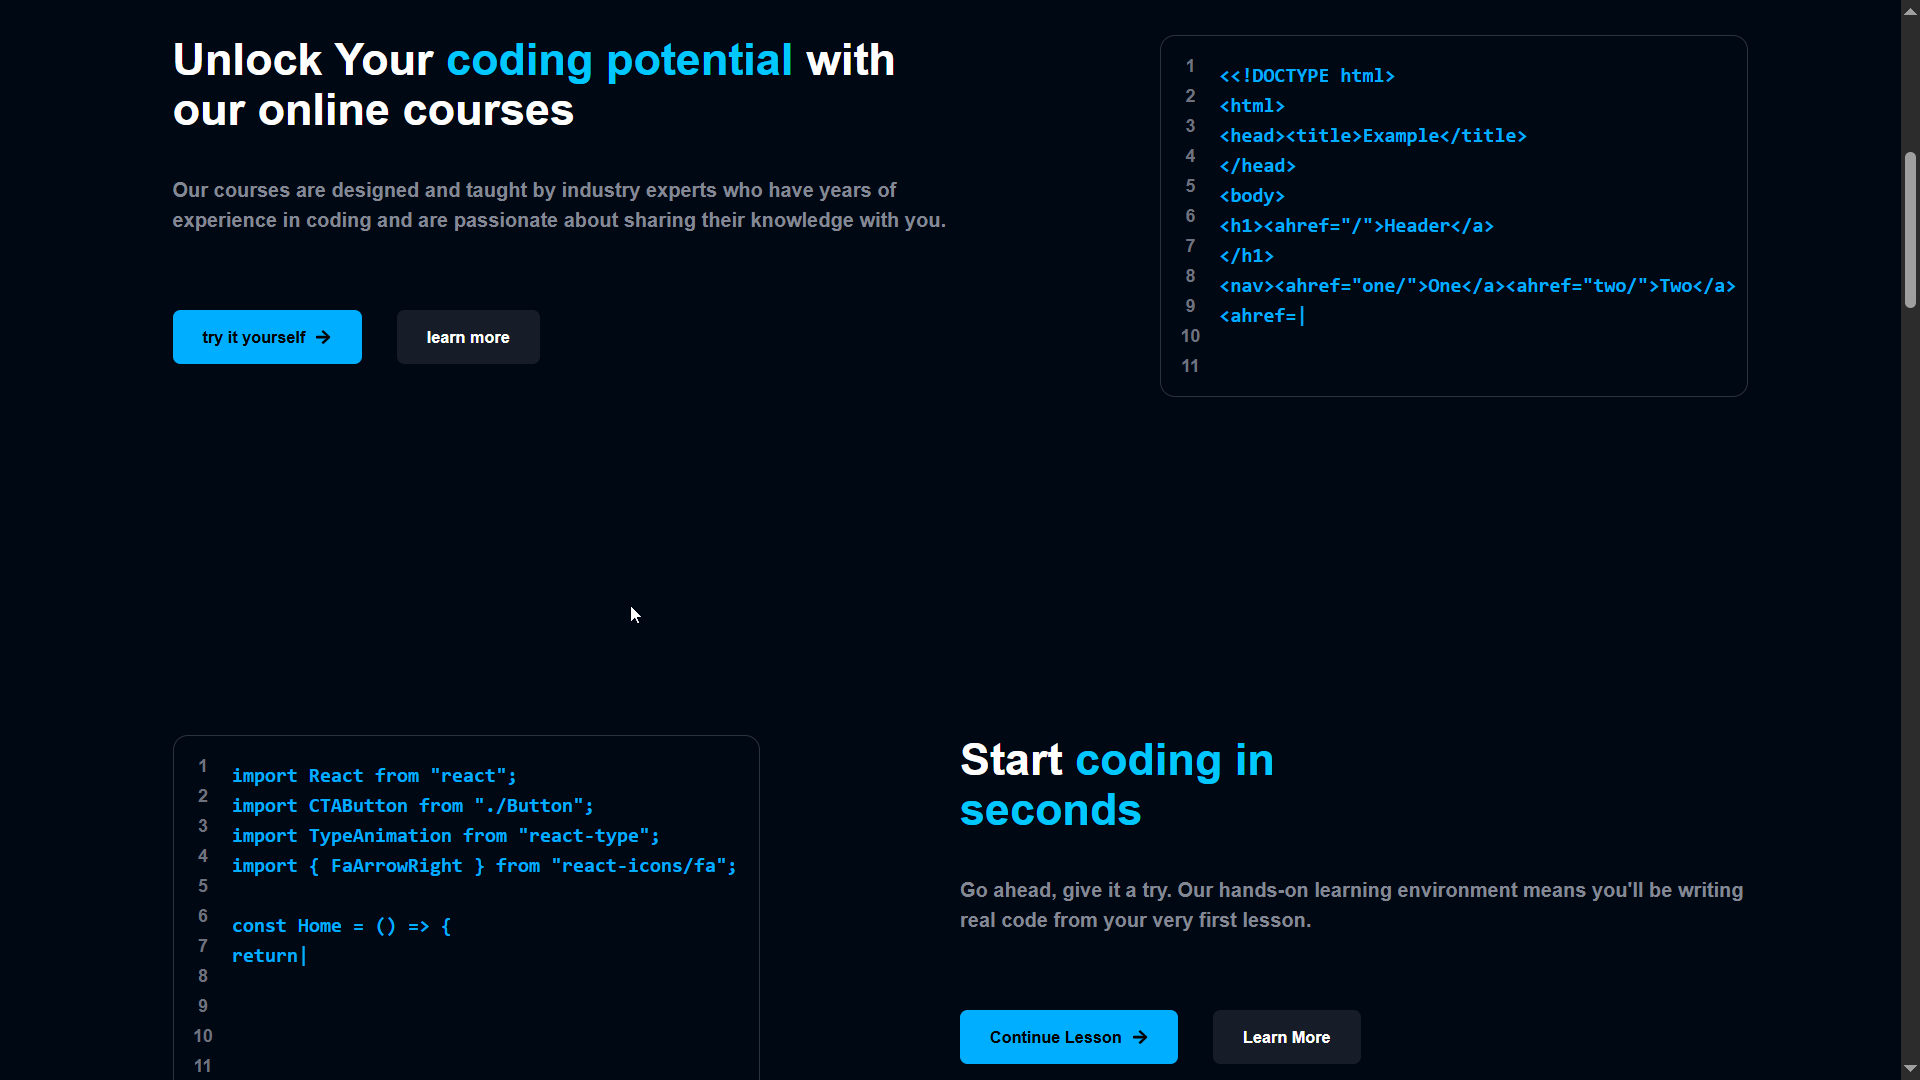 Unlock Your coding potential with
our online courses
Our courses are designed and taught by industry experts who have years of
experience in coding and are passionate about sharing their knowledge with you.
try it yourself →
learn more
1
2
3
4
5
6
7
8
9
10
11
<<!DOCTYPE html>
<html>
<head><title>Example</title>
</head>
<body>
<h1><ahref="/">Header</a>
</h1>
<nav><ahref="one/">One</a><ahref="two/">Two</a>
<ahref=|
1
2
3
4
5
6
7
8
9
10
11
import React from "react";
import CTAButton from "./Button";
import TypeAnimation from "react-type";
import { FaArrowRight } from "react-icons/fa";
const Home = () => {
return|
Start coding in
seconds
Go ahead, give it a try. Our hands-on learning environment means you'll be writing
real code from your very first lesson.
Continue Lesson →
Learn More